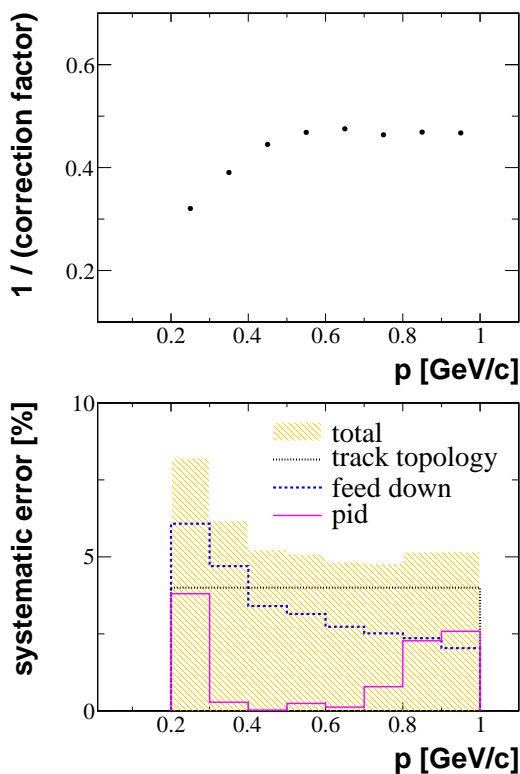 0.6
0.4
0.2
1 / (correction factor)
0.2 0.4 0.6 0.8 1
p [GeV/c]
10
5
0
systematic error [%]
total
track topology
feed down
pid
0.2 0.4 0.6 0.8 1
p [GeV/c]